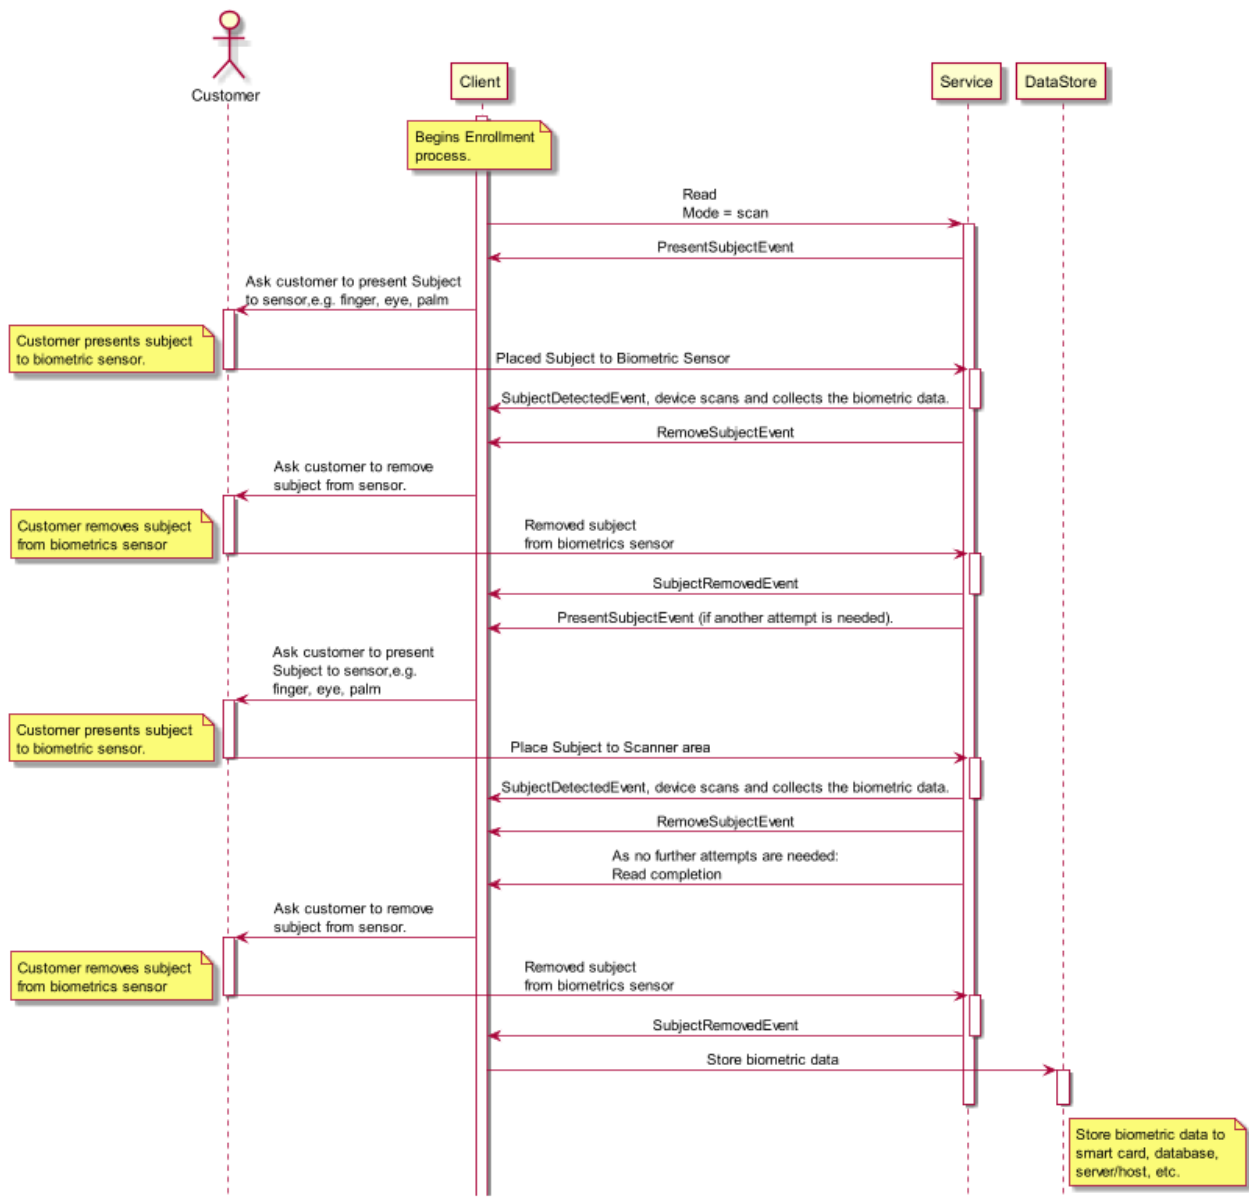 Customer
Client
Service
DataStore
Begins Enrollment
process.
Read
Mode = scan
PresentSubjectEvent
Ask customer to present Subject
to sensor,e.g. finger, eye, palm
Customer presents subject
to biometric sensor.
Placed Subject to Biometric Sensor
SubjectDetectedEvent, device scans and collects the biometric data.
RemoveSubjectEvent
Ask customer to remove
subject from sensor.
Customer removes subject
from biometrics sensor
Removed subject
from biometrics sensor
SubjectRemovedEvent
PresentSubjectEvent (if another attempt is needed).
Ask customer to present
Subject to sensor,e.g.
finger, eye, palm
Customer presents subject
to biometric sensor.
Place Subject to Scanner area
SubjectDetectedEvent, device scans and collects the biometric data.
RemoveSubjectEvent
As no further attempts are needed:
Read completion
Ask customer to remove
subject from sensor.
Customer removes subject
from biometrics sensor
Removed subject
from biometrics sensor
SubjectRemovedEvent
Store biometric data
Store biometric data to
smart card, database,
server/host, etc.